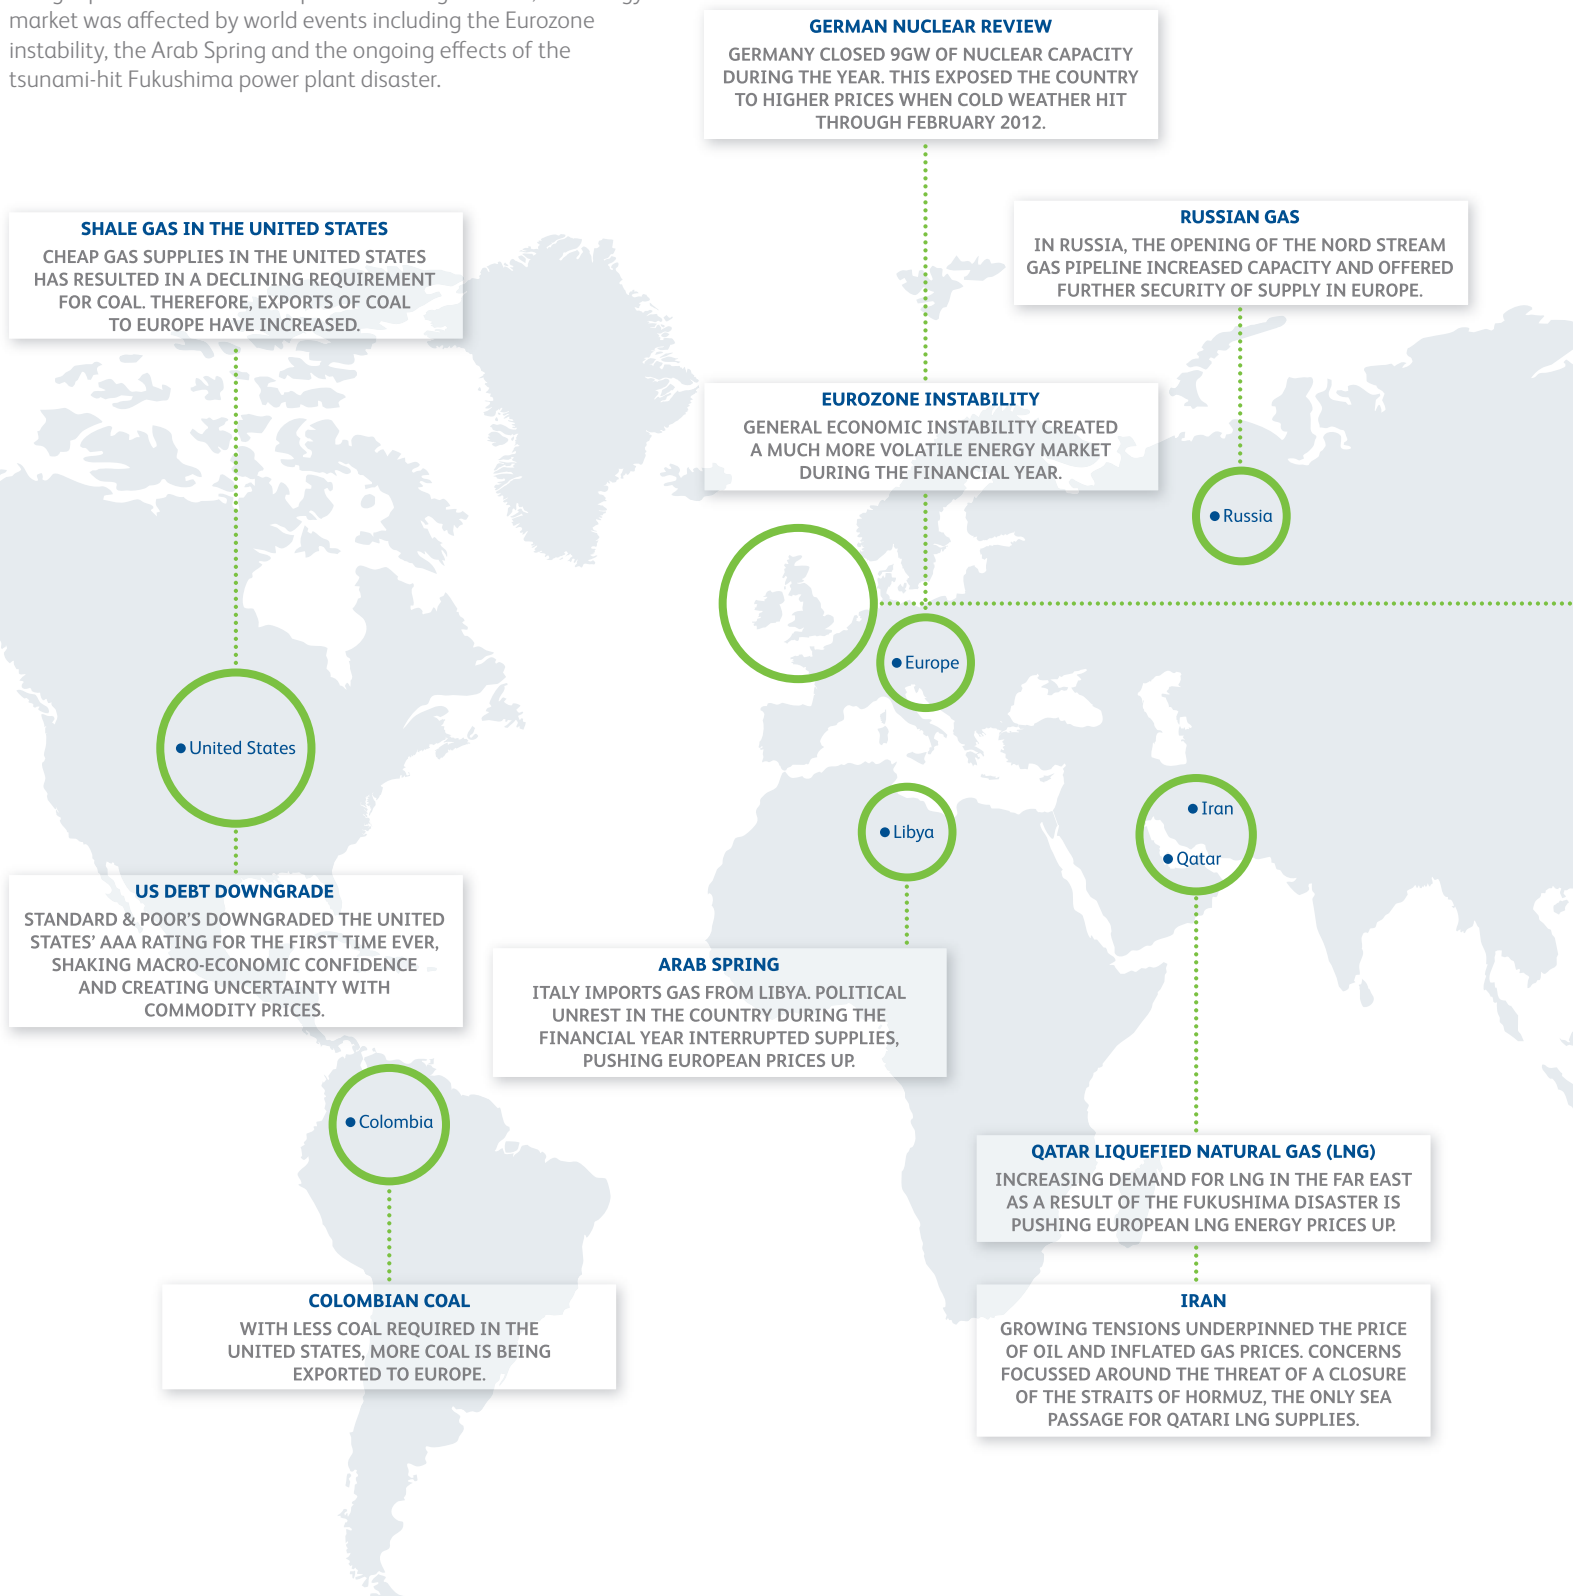 market was affected by world events including the Eurozone
instability, the Arab Spring and the ongoing effects of the
tsunami-hit Fukushima power plant disaster.
GERMAN NUCLEAR REVIEW
GERMANY CLOSED 9GW OF NUCLEAR CAPACITY
DURING THE YEAR. THIS EXPOSED THE COUNTRY
TO HIGHER PRICES WHEN COLD WEATHER HIT
THROUGH FEBRUARY 2012.
SHALE GAS IN THE UNITED STATES
CHEAP GAS SUPPLIES IN THE UNITED STATES
HAS RESULTED IN A DECLINING REQUIREMENT
FOR COAL. THEREFORE, EXPORTS OF COAL
TO EUROPE HAVE INCREASED.
RUSSIAN GAS
IN RUSSIA, THE OPENING OF THE NORD STREAM
GAS PIPELINE INCREASED CAPACITY AND OFFERED
FURTHER SECURITY OF SUPPLY IN EUROPE.
EUROZONE INSTABILITY
GENERAL ECONOMIC INSTABILITY CREATED
A MUCH MORE VOLATILE ENERGY MARKET
DURING THE FINANCIAL YEAR.
Russia
Europe
United States
Iran
Libya
Qatar
US DEBT DOWNGRADE
STANDARD & POOR'S DOWNGRADED THE UNITED
STATES' AAA RATING FOR THE FIRST TIME EVER,
SHAKING MACRO-ECONOMIC CONFIDENCE
AND CREATING UNCERTAINTY WITH
COMMODITY PRICES.
ARAB SPRING
ITALY IMPORTS GAS FROM LIBYA. POLITICAL
UNREST IN THE COUNTRY DURING THE
FINANCIAL YEAR INTERRUPTED SUPPLIES,
PUSHING EUROPEAN PRICES UP.
Colombia
QATAR LIQUEFIED NATURAL GAS (LNG)
INCREASING DEMAND FOR LNG IN THE FAR EAST
AS A RESULT OF THE FUKUSHIMA DISASTER IS
PUSHING EUROPEAN LNG ENERGY PRICES UP.
COLOMBIAN COAL
WITH LESS COAL REQUIRED IN THE
UNITED STATES, MORE COAL IS BEING
EXPORTED TO EUROPE.
IRAN
GROWING TENSIONS UNDERPINNED THE PRICE
OF OIL AND INFLATED GAS PRICES. CONCERNS
FOCUSSED AROUND THE THREAT OF A CLOSURE
OF THE STRAITS OF HORMUZ, THE ONLY SEA
PASSAGE FOR QATARI LNG SUPPLIES.